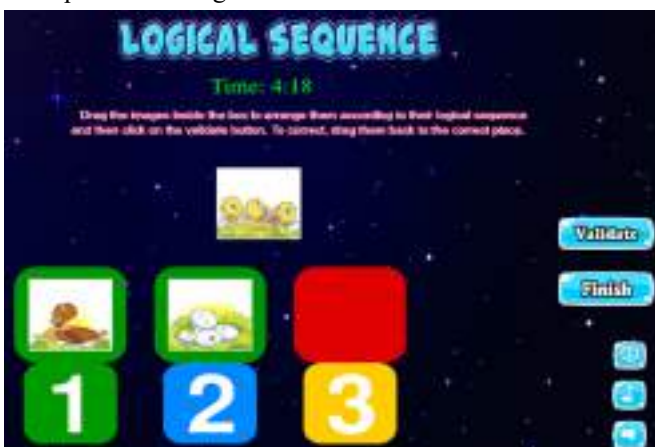 LOGICAL SEQUENCE
Time: 4:18
Drag the images inside the box to arrange them according to their logical sequence
and then click on the validate button. To correct, drag them back to the correct place.
Validate
Finish
1
2
3